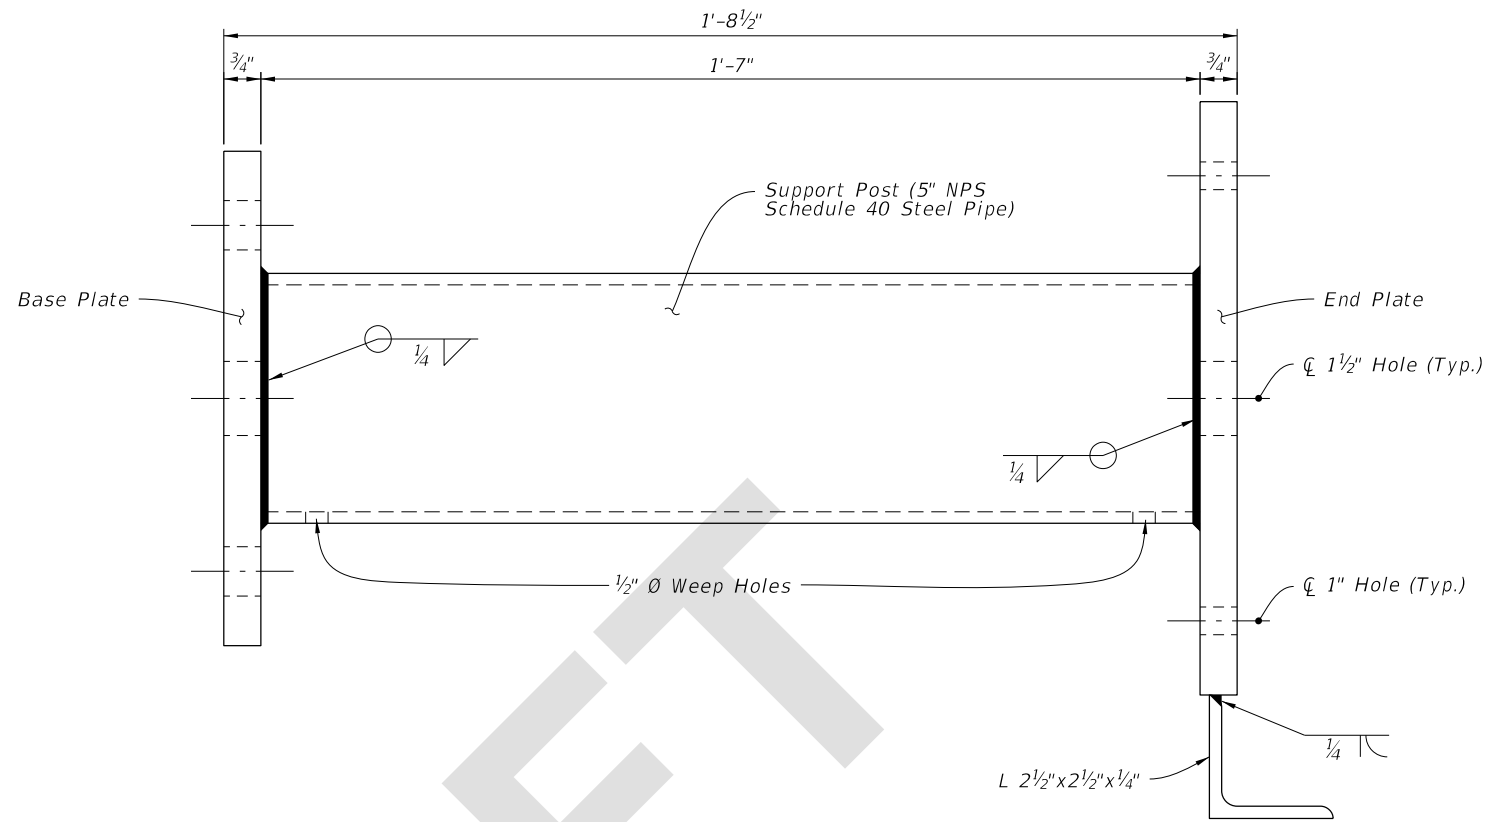 1'-8½"
¾"
1'-7"
¾"
Support Post (5" NPS
Schedule 40 Steel Pipe)
Base Plate
End Plate
¼
℄ 1½" Hole (Typ.)
¼
½" Ø Weep Holes
℄ 1" Hole (Typ.)
¼
L 2½"x2½"x¼"
FT